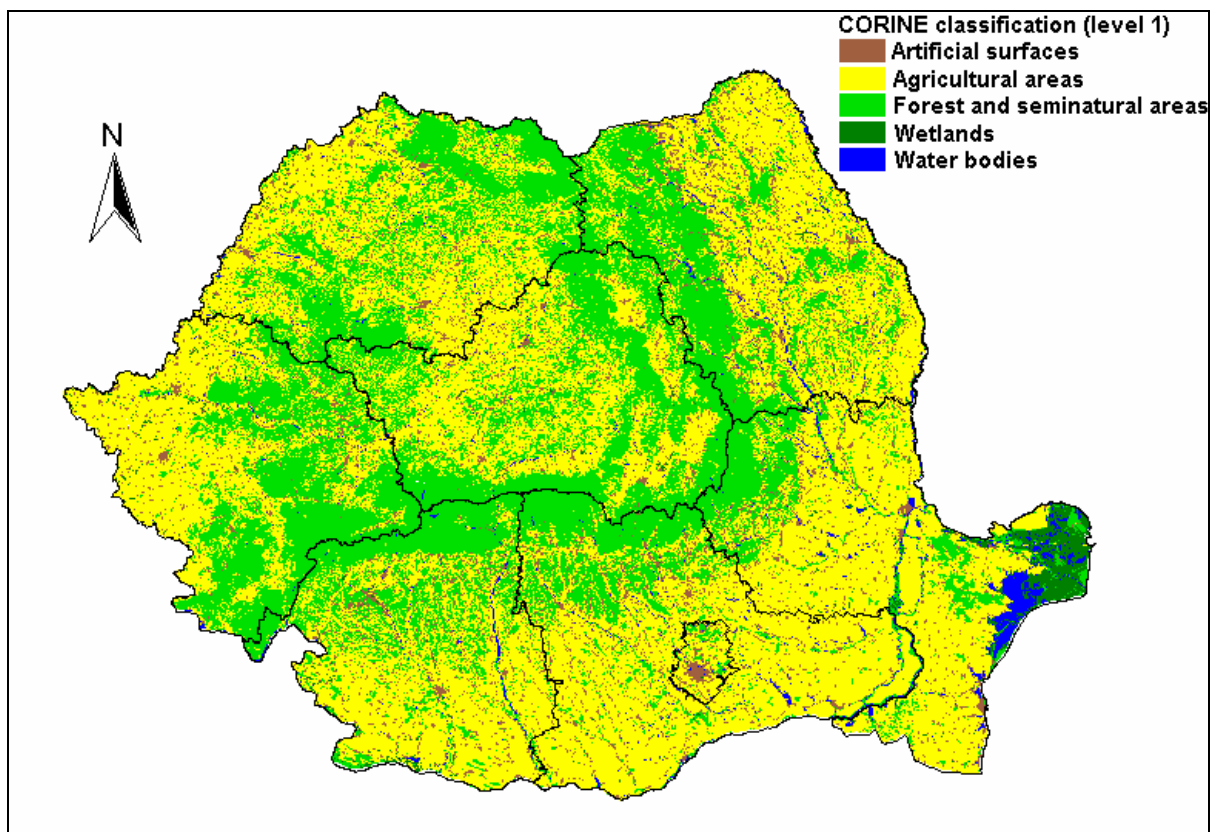 CORINE classification (level 1)
Artificial surfaces
Agricultural areas
Forest and seminatural areas
Wetlands
Water bodies
N